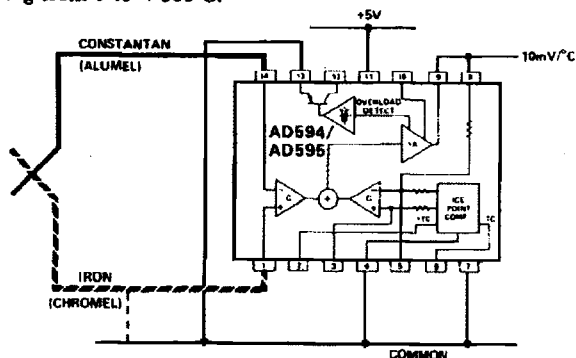 +5V
CONSTANTAN
(ALUMEL)
10mV/°C
14 13 12 11 10 9 8
OVERLOAD
DETECT
AD594/
AD595
+A
G
G
ICE
POINT
COMP
+TC
-TC
1 2 3 4 5 6 7
IRON
(CHROMEL)
COMMON